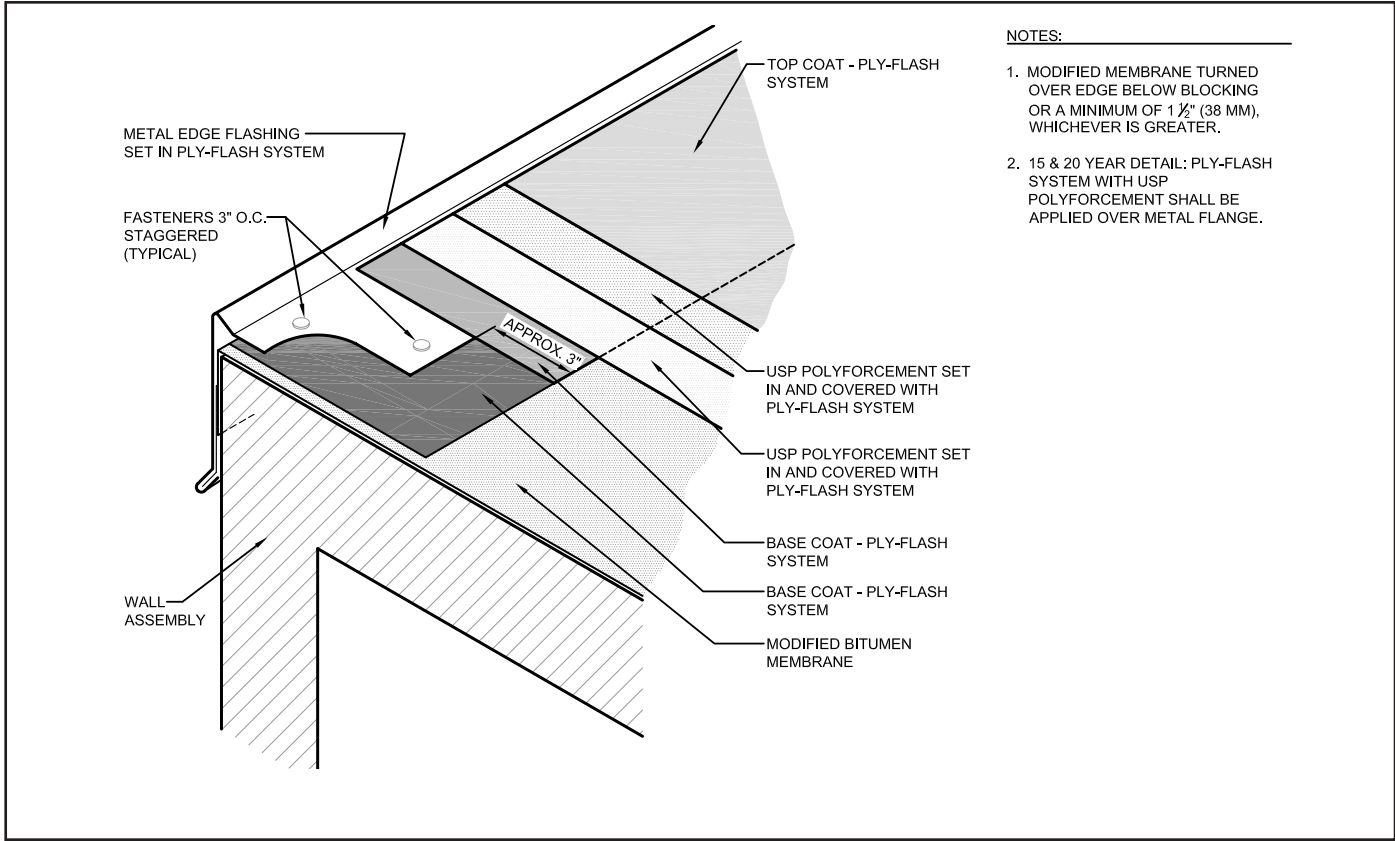 TOP COAT - PLY-FLASH
SYSTEM
METAL EDGE FLASHING
SET IN PLY-FLASH SYSTEM
FASTENERS 3" O.C.
STAGGERED
(TYPICAL)
APPROX. 3"
USP POLYFORCEMENT SET
IN AND COVERED WITH
PLY-FLASH SYSTEM
USP POLYFORCEMENT SET
IN AND COVERED WITH
PLY-FLASH SYSTEM
BASE COAT - PLY-FLASH
SYSTEM
BASE COAT - PLY-FLASH
SYSTEM
WALL
ASSEMBLY
MODIFIED BITUMEN
MEMBRANE
NOTES:
1. MODIFIED MEMBRANE TURNED
OVER EDGE BELOW BLOCKING
OR A MINIMUM OF 1 ½" (38 MM),
WHICHEVER IS GREATER.
2. 15 & 20 YEAR DETAIL: PLY-FLASH
SYSTEM WITH USP
POLYFORCEMENT SHALL BE
APPLIED OVER METAL FLANGE.